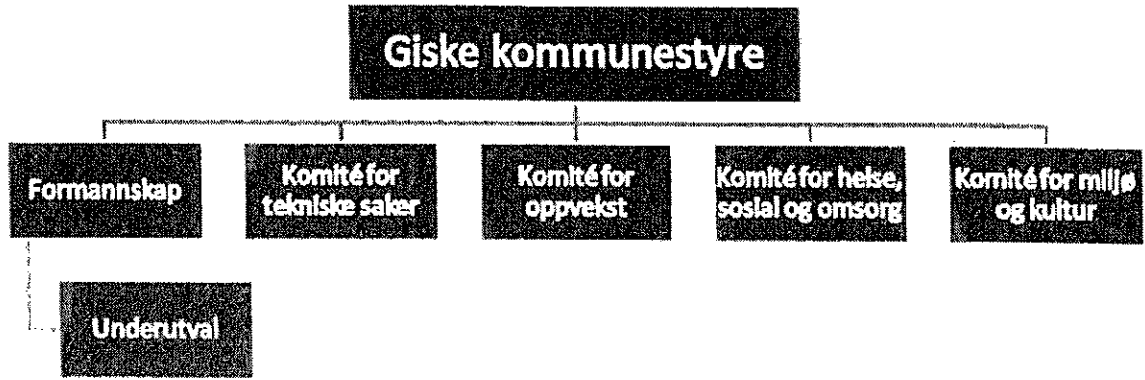 Giske kommunestyre
Formannskap
Komité for
tekniske saker
Komité for
oppvekst
Komité for helse,
sosial og omsorg
Komité for miljø
og kultur
Underutval